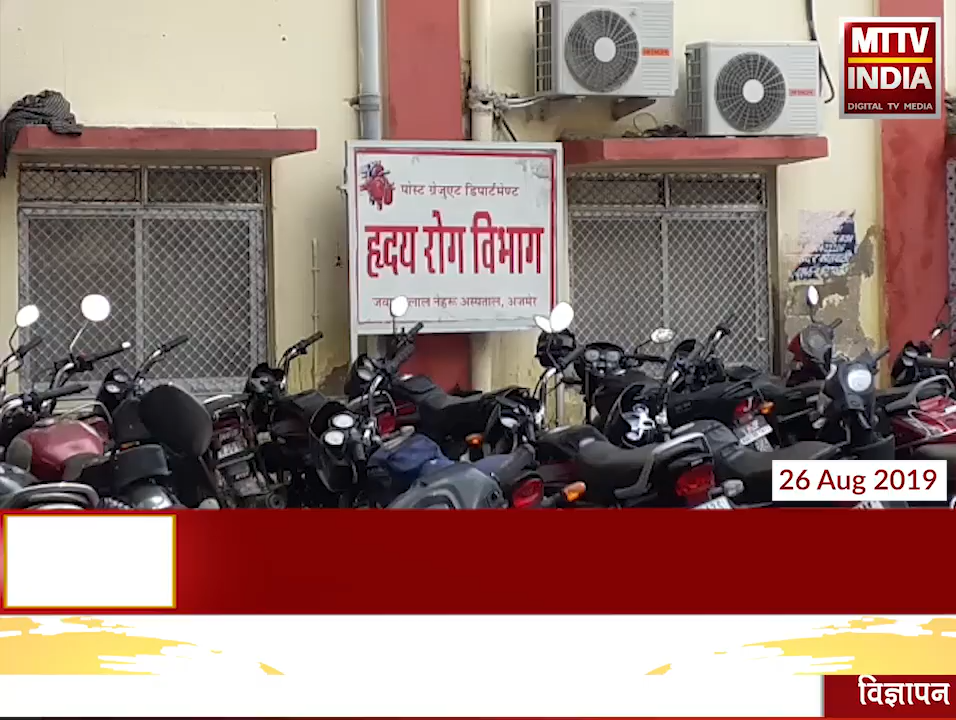 MTTV
INDIA
DIGITAL TV MEDIA
पोस्ट ग्रेजुएट डिपार्टमेण्ट
हृदय रोग विभाग
लाल नेहरू अस्पताल, अजमेर
26 Aug 2019
विज्ञापन